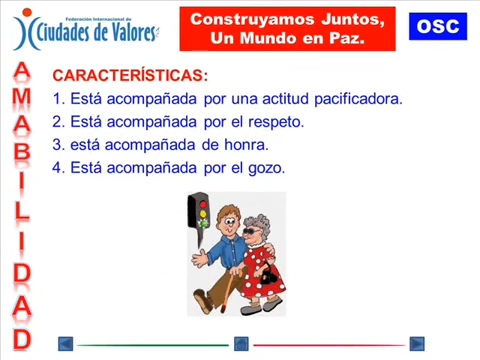 Federación Internacional de
Ciudades de Valores
Construyamos Juntos,
Un Mundo en Paz.
OSC
AMABILIDAD
CARACTERÍSTICAS:
1. Está acompañada por una actitud pacificadora.
2. Está acompañada por el respeto.
3. está acompañada de honra.
4. Está acompañada por el gozo.